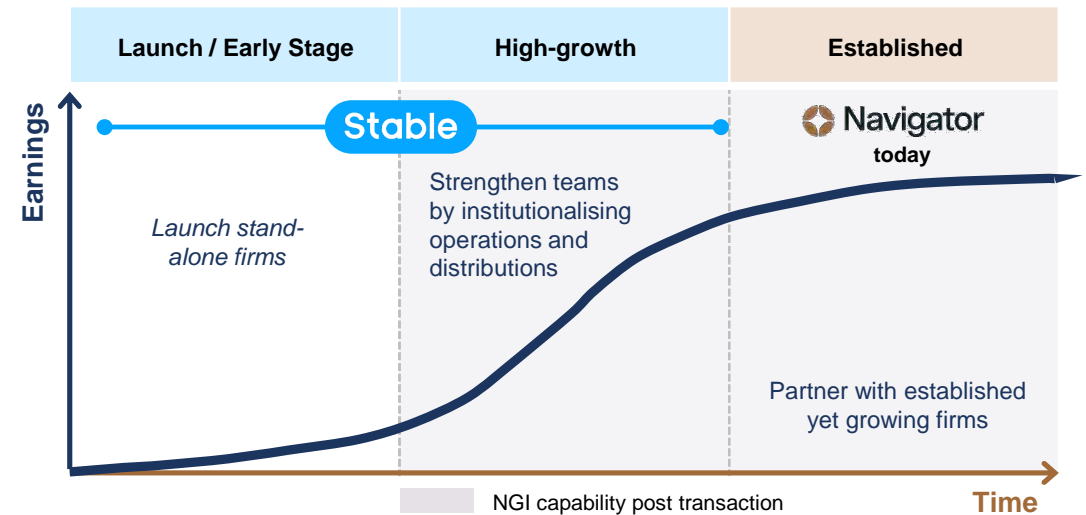 Launch / Early Stage
High-growth
Established
Earnings
Stable
Navigator
today
Launch stand-
alone firms
Strengthen teams
by institutionalising
operations and
distributions
Partner with established
yet growing firms
NGI capability post transaction
Time